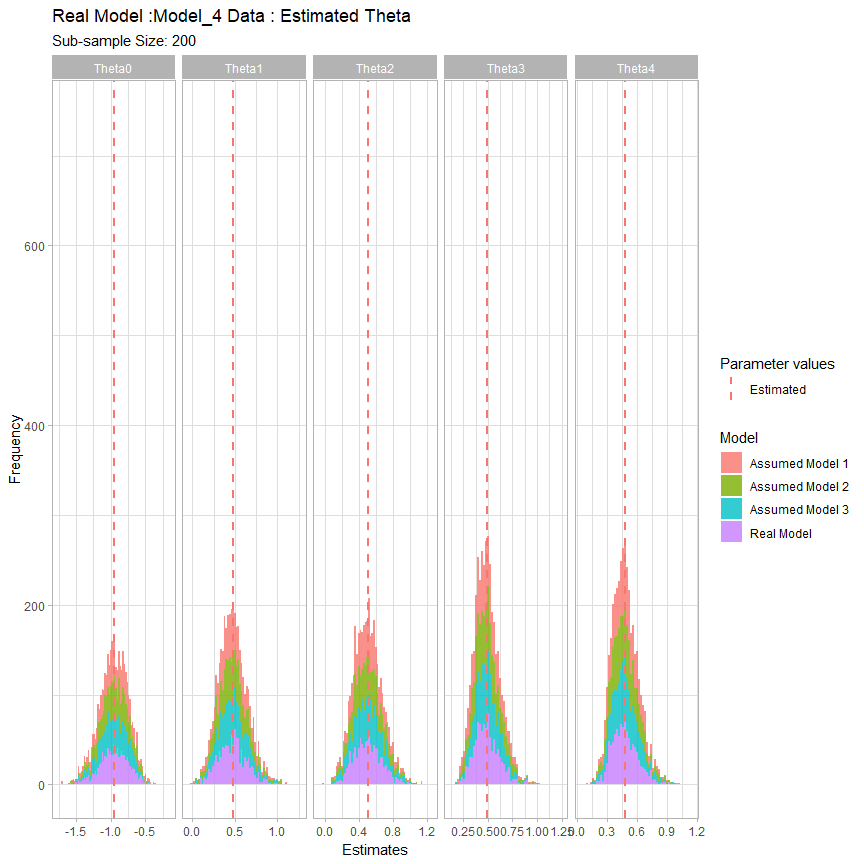 Real Model :Model_4 Data : Estimated Theta
Sub-sample Size: 200
Theta0 Theta1 Theta2 Theta3 Theta4
600
400
200
0
Frequency
-1.5 -1.0 -0.5 0.0 0.5 1.0 0.0 0.4 0.8 1.2 0.25 0.50 0.75 1.00 1.25 0.0 0.3 0.6 0.9 1.2
Estimates
Parameter values
Estimated
Model
Assumed Model 1
Assumed Model 2
Assumed Model 3
Real Model